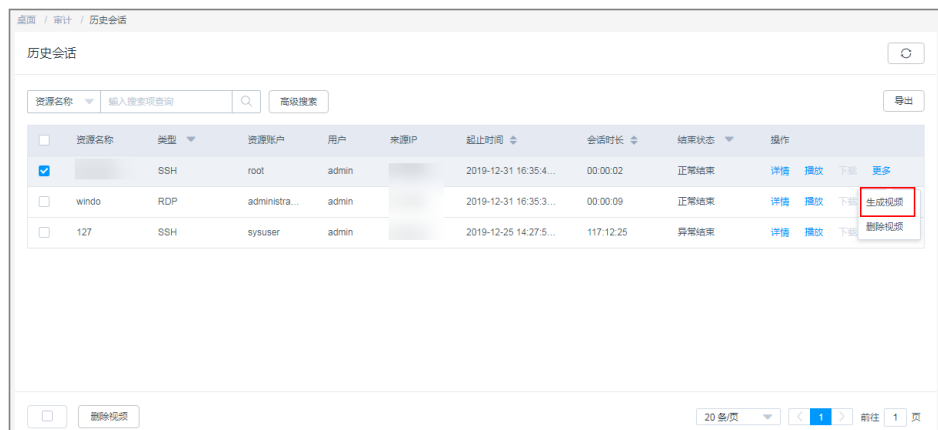 桌面 / 审计 / 历史会话
历史会话
资源名称 输入搜索项查询 高级搜索 导出
资源名称 类型 资源账户 用户 来源IP 起止时间 会话时长 结束状态 操作
SSH root admin 2019-12-31 16:35:4... 00:00:02 正常结束 详情 播放 下载 更多
windo RDP administra... admin 2019-12-31 16:35:3... 00:00:09 正常结束 详情 播放 下载 生成视频
127 SSH sysuser admin 2019-12-25 14:27:5... 117:12:25 异常结束 详情 播放 下载 删除视频
删除视频 20 条/页 1 前往 1 页